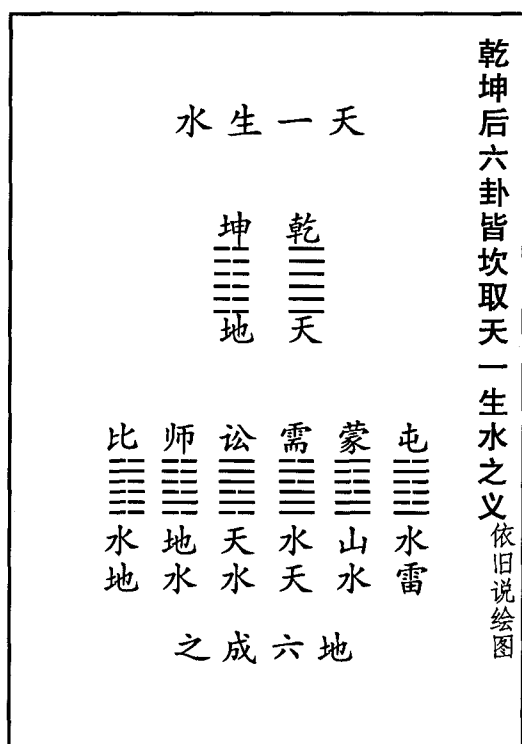 乾坤后六卦皆坎取天一生水之义
依旧说绘图
天一生水
乾 坤
天 地
屯 蒙 需 讼 师 比
水 山 水 天 地 水
雷 水 天 水 水 地
地六成之